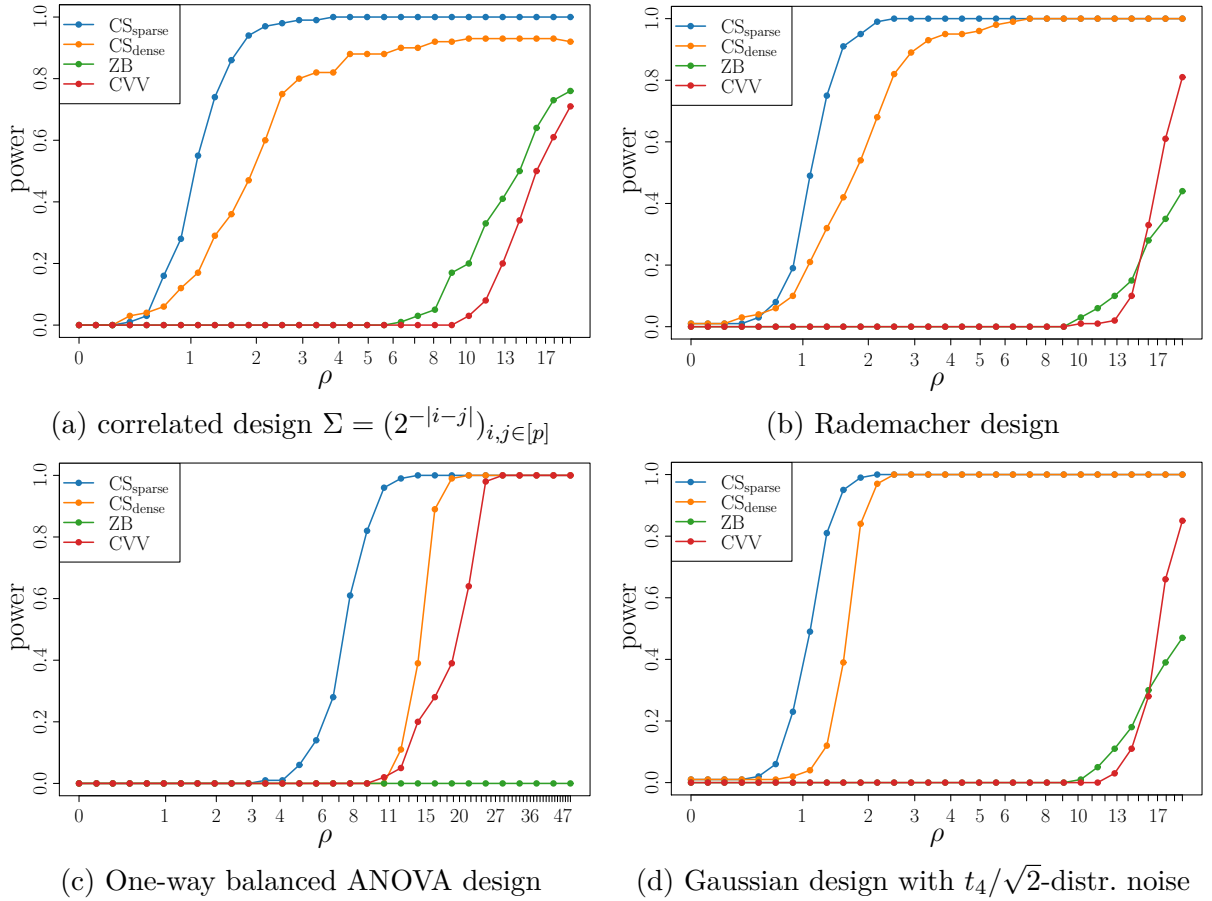 CS_sparse
CS_dense
ZB
CVV
power
0.0 0.2 0.4 0.6 0.8 1.0
0 1 2 3 4 5 6 8 10 13 17
ρ
(a) correlated design Σ = (2^{-|i-j|})_{i,j∈[p]}
CS_sparse
CS_dense
ZB
CVV
power
0.0 0.2 0.4 0.6 0.8 1.0
0 1 2 3 4 5 6 8 10 13 17
ρ
(b) Rademacher design
CS_sparse
CS_dense
ZB
CVV
power
0.0 0.2 0.4 0.6 0.8 1.0
0 1 2 3 4 6 8 11 15 20 27 36 47
ρ
(c) One-way balanced ANOVA design
CS_sparse
CS_dense
ZB
CVV
power
0.0 0.2 0.4 0.6 0.8 1.0
0 1 2 3 4 5 6 8 10 13 17
ρ
(d) Gaussian design with t_4/√2-distr. noise